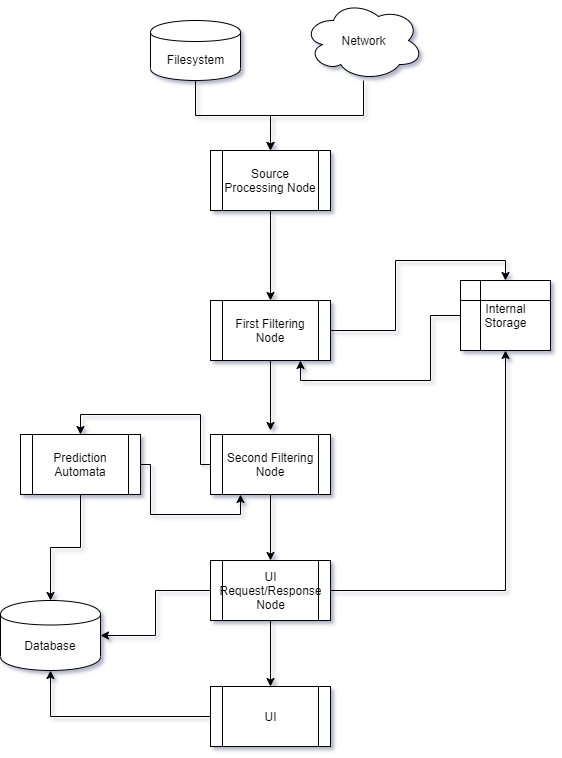 Filesystem
Network
Source
Processing Node
First Filtering
Node
Internal
Storage
Prediction
Automata
Second Filtering
Node
UI
Request/Response
Node
Database
UI